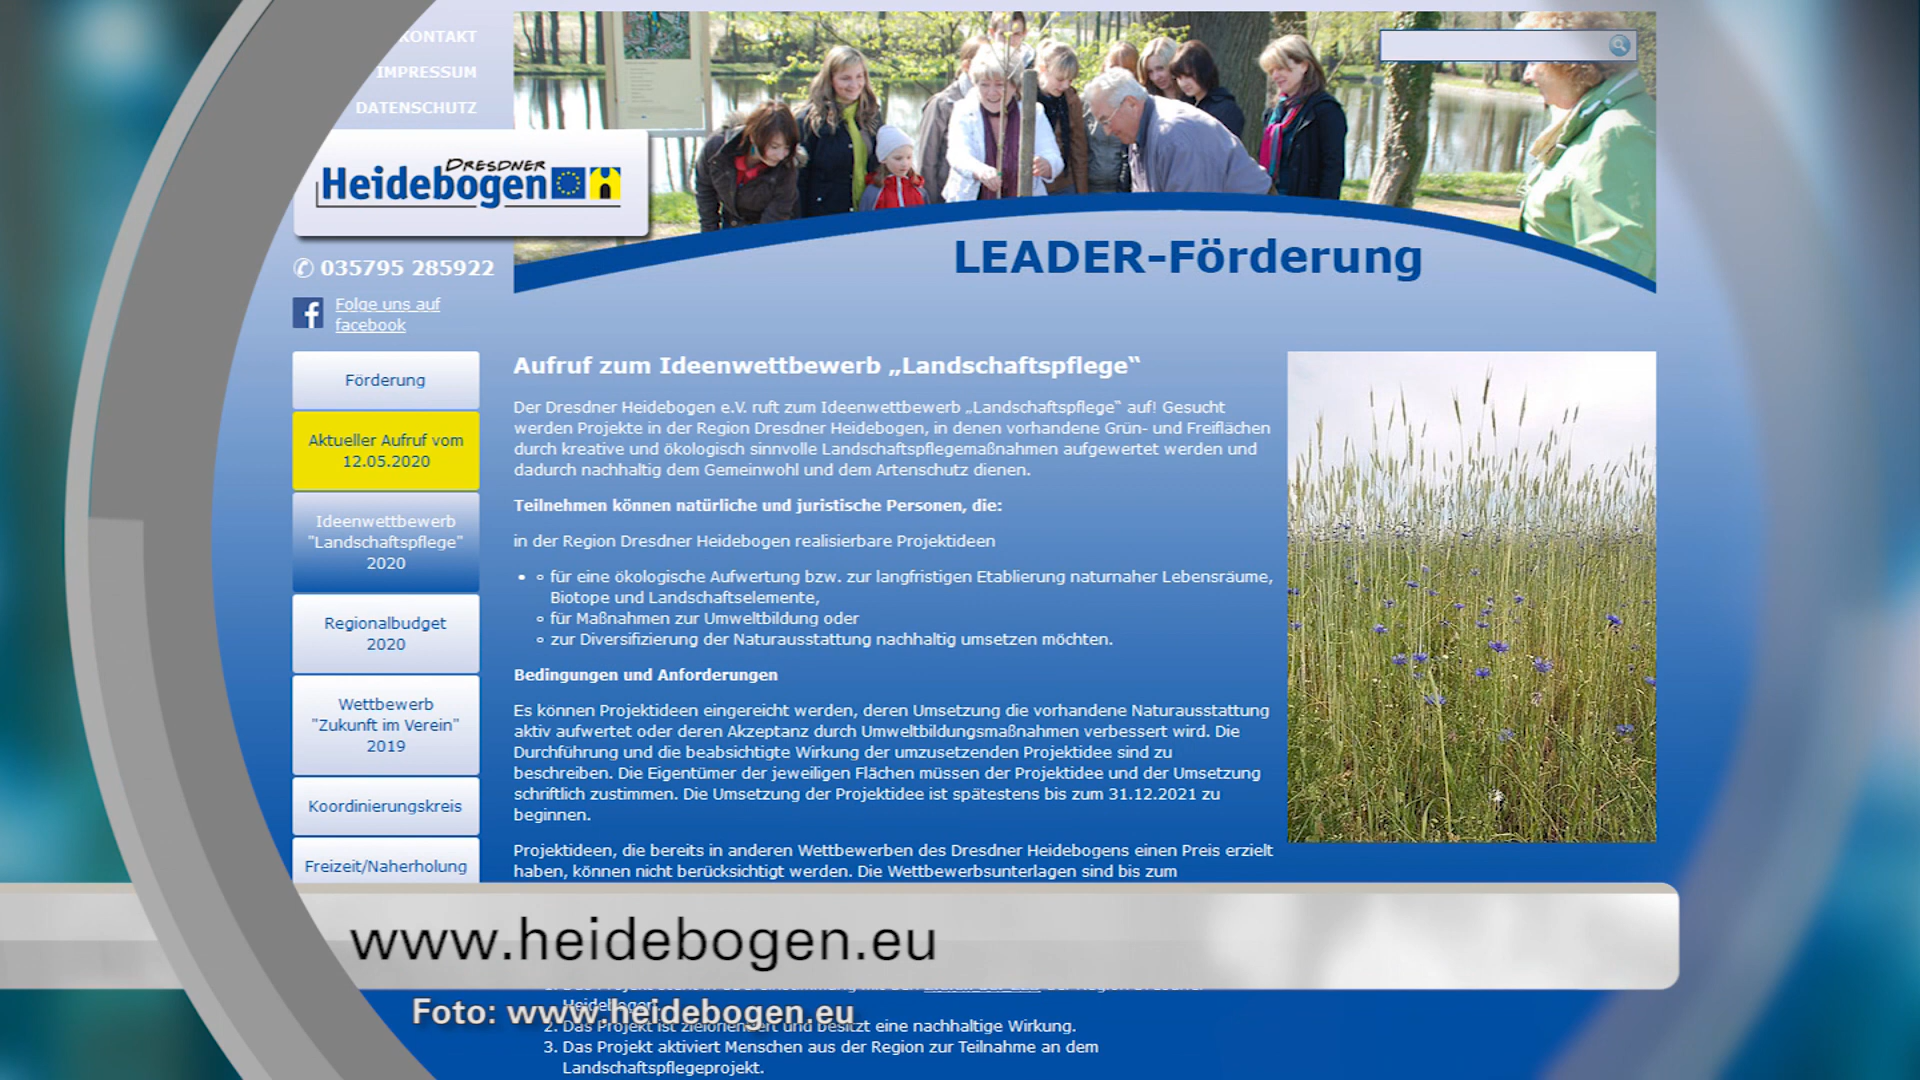 KONTAKT
IMPRESSUM
DATENSCHUTZ
DRESDNER
Heidebogen
✆ 035795 285922
Folge uns auf
facebook
LEADER-Förderung
Förderung
Aktueller Aufruf vom
12.05.2020
Ideenwettbewerb
"Landschaftspflege"
2020
Regionalbudget
2020
Wettbewerb
"Zukunft im Verein"
2019
Koordinierungskreis
Freizeit/Naherholung
Aufruf zum Ideenwettbewerb „Landschaftspflege“
Der Dresdner Heidebogen e.V. ruft zum Ideenwettbewerb „Landschaftspflege“ auf! Gesucht
werden Projekte in der Region Dresdner Heidebogen, in denen vorhandene Grün- und Freiflächen
durch kreative und ökologisch sinnvolle Landschaftspflegemaßnahmen aufgewertet werden und
dadurch nachhaltig dem Gemeinwohl und dem Artenschutz dienen.
Teilnehmen können natürliche und juristische Personen, die:
in der Region Dresdner Heidebogen realisierbare Projektideen
für eine ökologische Aufwertung bzw. zur langfristigen Etablierung naturnaher Lebensräume,
Biotope und Landschaftselemente,
für Maßnahmen zur Umweltbildung oder
zur Diversifizierung der Naturausstattung nachhaltig umsetzen möchten.
Bedingungen und Anforderungen
Es können Projektideen eingereicht werden, deren Umsetzung die vorhandene Naturausstattung
aktiv aufwertet oder deren Akzeptanz durch Umweltbildungsmaßnahmen verbessert wird. Die
Durchführung und die beabsichtigte Wirkung der umzusetzenden Projektidee sind zu
beschreiben. Die Eigentümer der jeweiligen Flächen müssen der Projektidee und der Umsetzung
schriftlich zustimmen. Die Umsetzung der Projektidee ist spätestens bis zum 31.12.2021 zu
beginnen.
Projektideen, die bereits in anderen Wettbewerben des Dresdner Heidebogens einen Preis erzielt
haben, können nicht berücksichtigt werden. Die Wettbewerbsunterlagen sind bis zum
www.heidebogen.eu
Heidebogen.
Foto: www.heidebogen.eu
2. Das Projekt ist zielorientiert und besitzt eine nachhaltige Wirkung.
3. Das Projekt aktiviert Menschen aus der Region zur Teilnahme an dem
Landschaftspflegeprojekt.